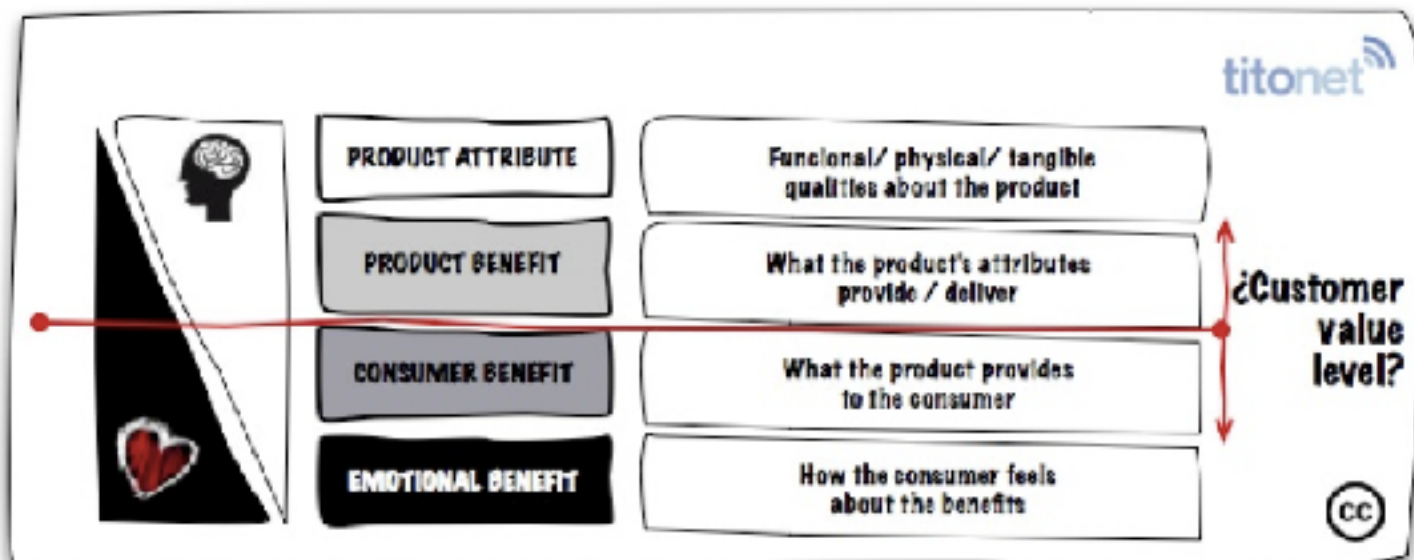 titonet
PRODUCT ATTRIBUTE
Funcional/ physical/ tangible
qualities about the product
PRODUCT BENEFIT
What the product's attributes
provide / deliver
¿Customer
value
level?
CONSUMER BENEFIT
What the product provides
to the consumer
EMOTIONAL BENEFIT
How the consumer feels
about the benefits
cc